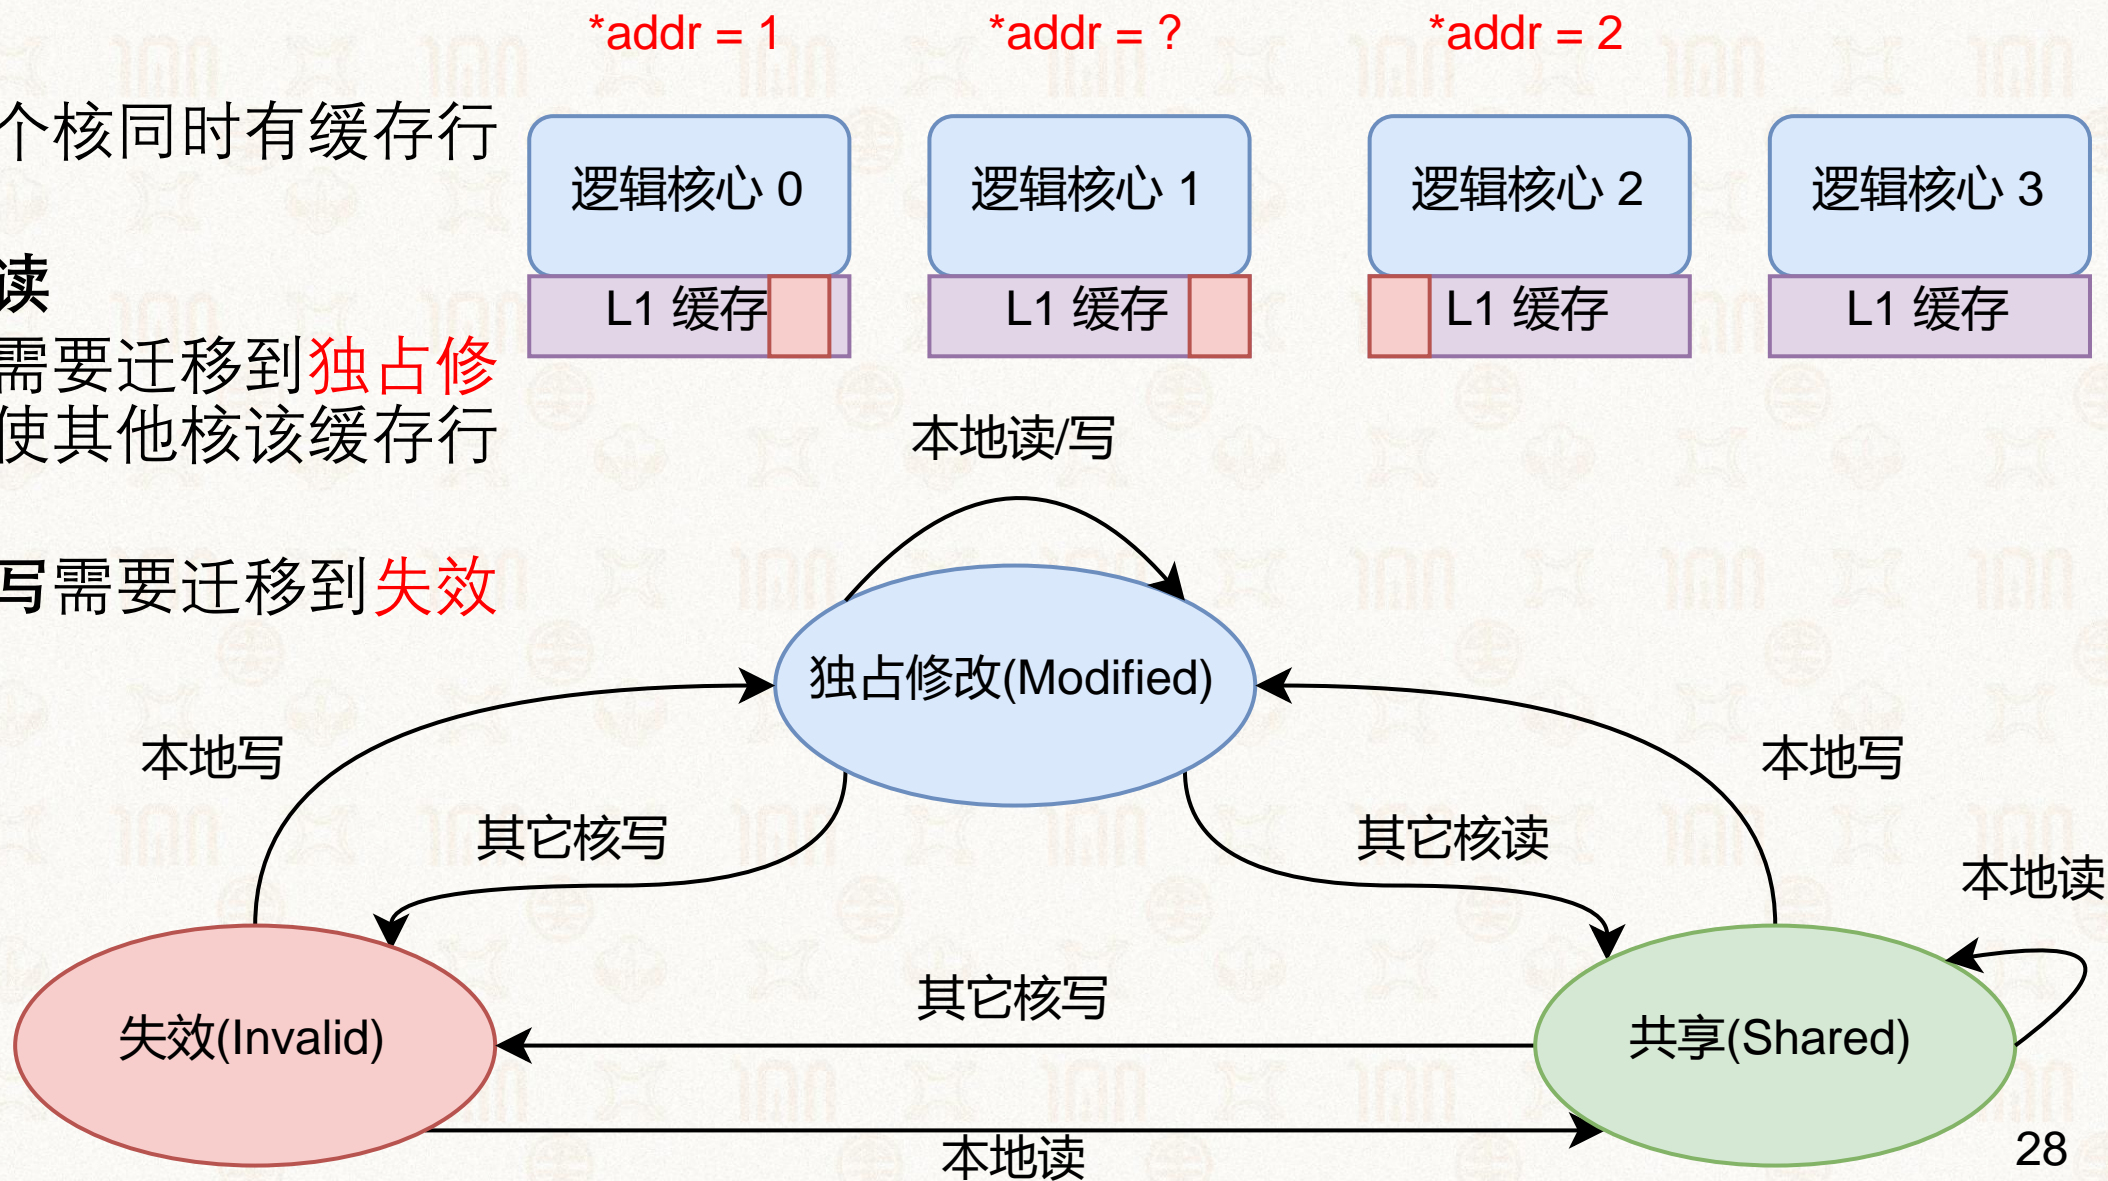 *addr = 1
*addr = ?
*addr = 2
个核同时有缓存行
读
需要迁移到独占修
使其他核该缓存行
写需要迁移到失效
逻辑核心 0
逻辑核心 1
逻辑核心 2
逻辑核心 3
L1 缓存
L1 缓存
L1 缓存
L1 缓存
本地读/写
独占修改(Modified)
本地写
本地写
其它核写
其它核读
本地读
其它核写
失效(Invalid)
共享(Shared)
本地读
28